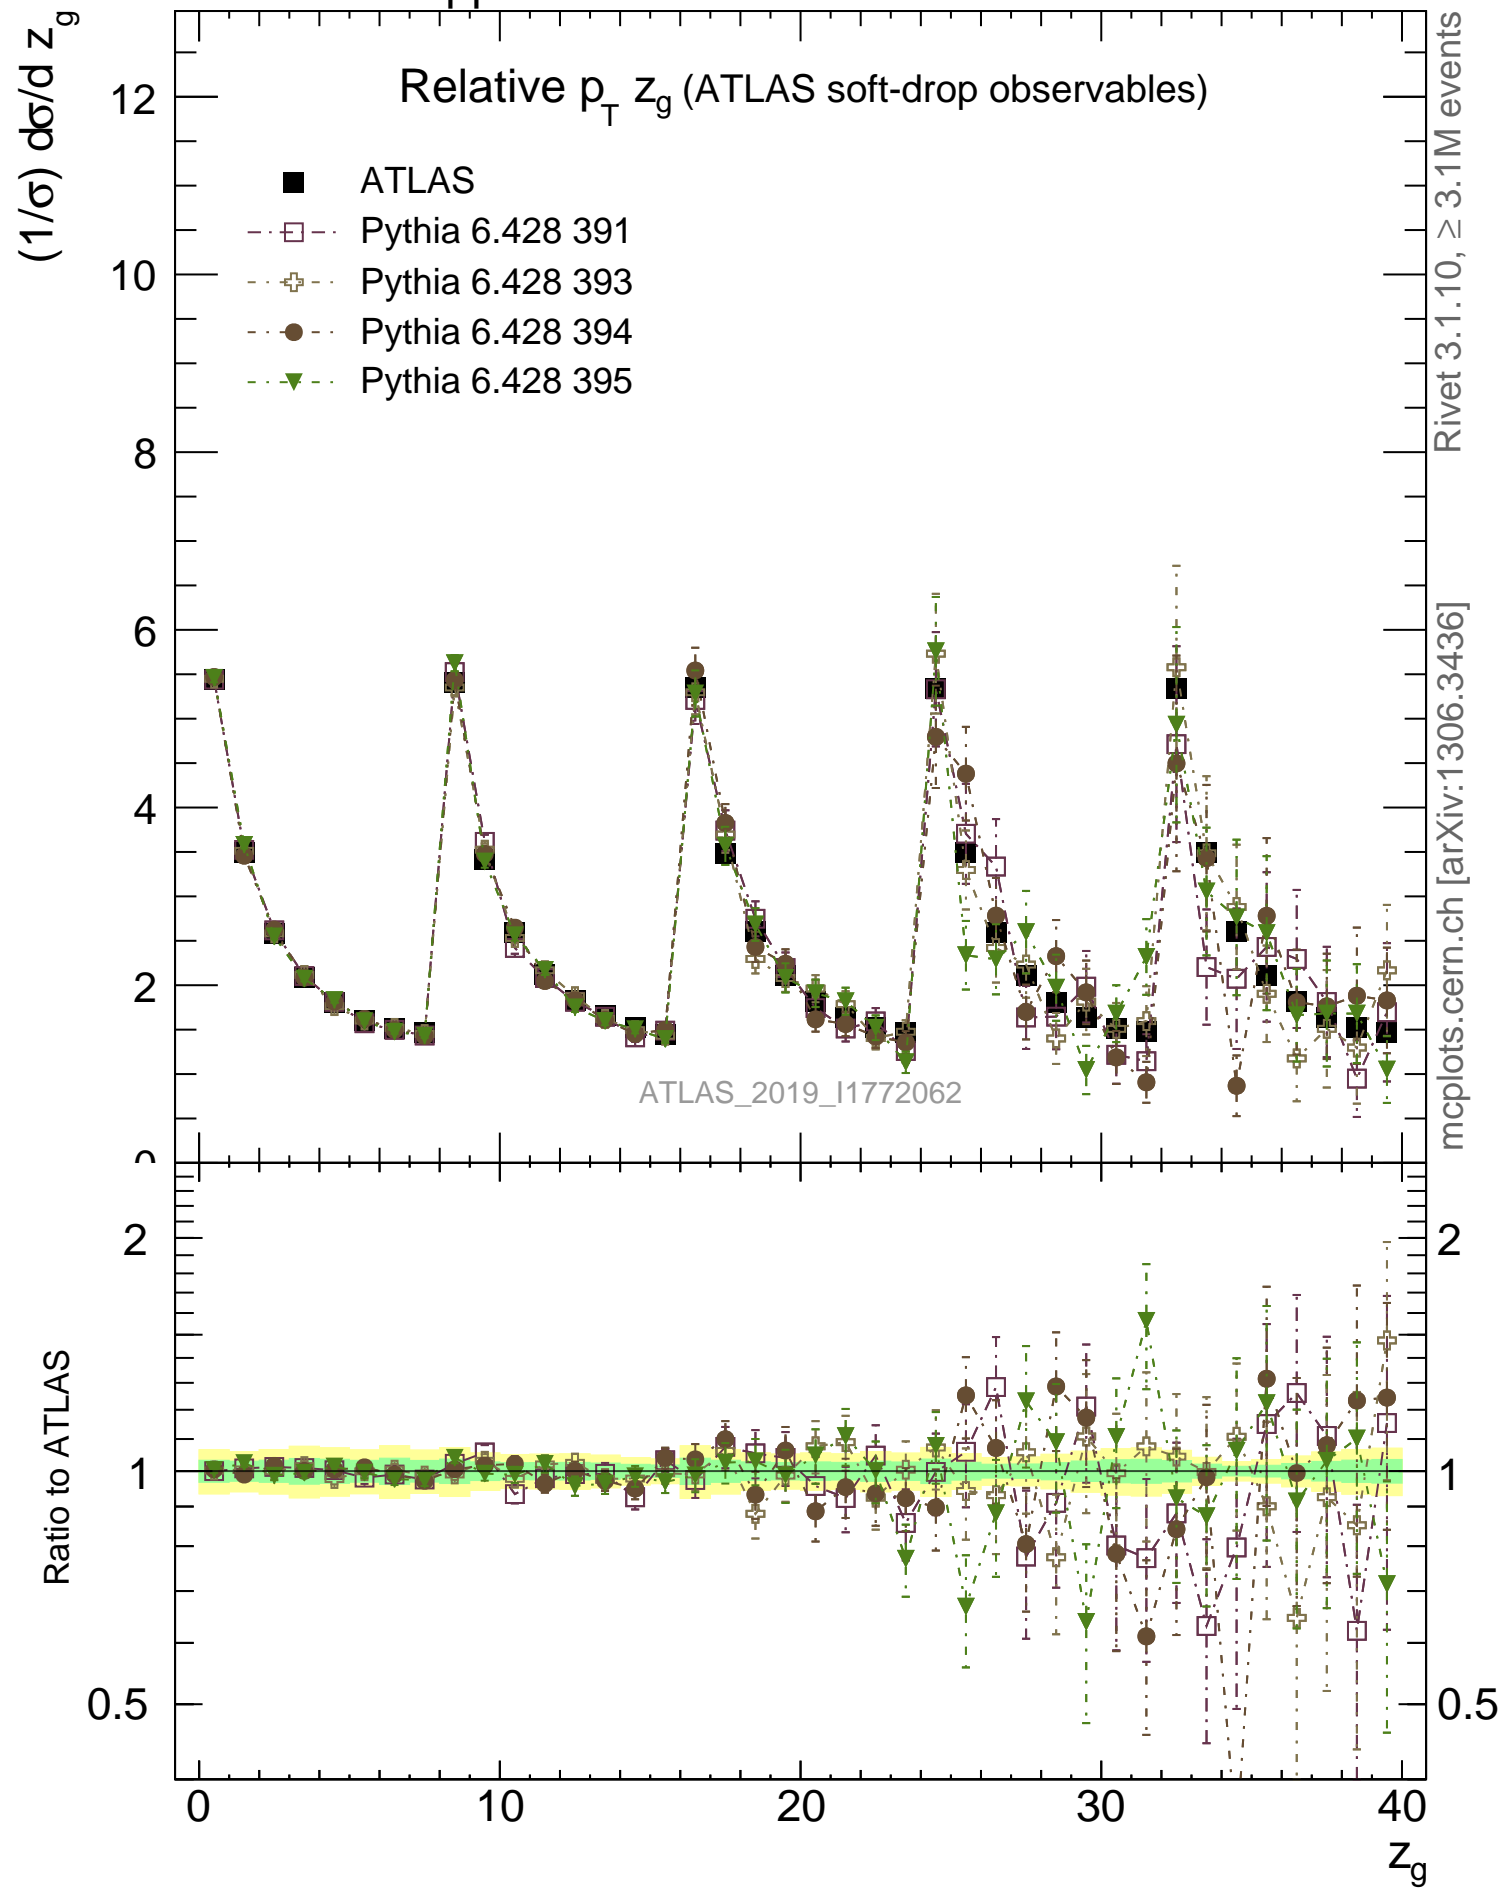 (1/σ) dσ/d z_g
Relative p_T z_g (ATLAS soft-drop observables)
ATLAS
Pythia 6.428 391
Pythia 6.428 393
Pythia 6.428 394
Pythia 6.428 395
12
10
8
6
4
2
0
ATLAS_2019_I1772062
Rivet 3.1.10, ≥ 3.1M events
mcplots.cern.ch [arXiv:1306.3436]
Ratio to ATLAS
2
1
0.5
2
1
0.5
0
10
20
30
40
z_g